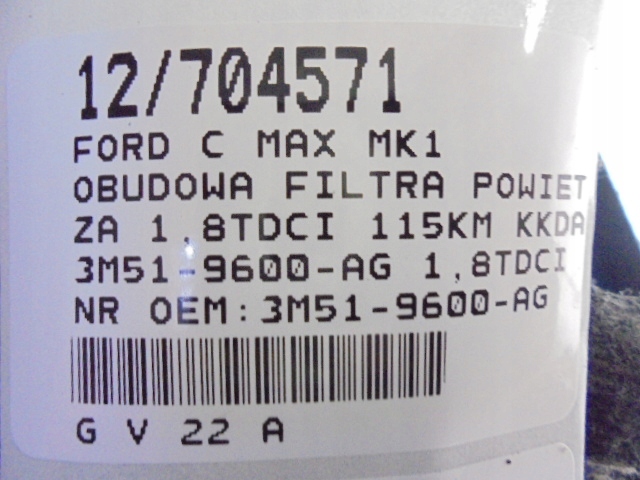 12/704571
FORD C MAX MK1
OBUDOWA FILTRA POWIET
ZA 1,8TDCI 115KM KKDA
3M51-9600-AG 1,8TDCI
NR OEM:3M51-9600-AG
G V 22 A